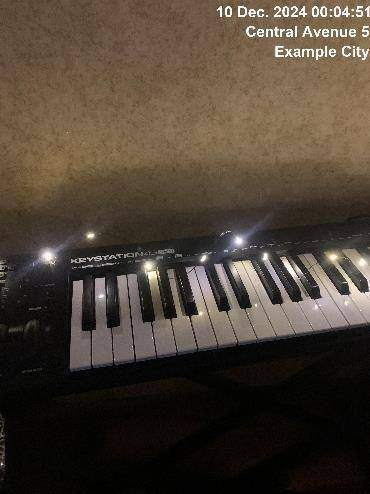 10 Dec. 2024 00:04:51
Central Avenue 5
Example City
KEYSTATION